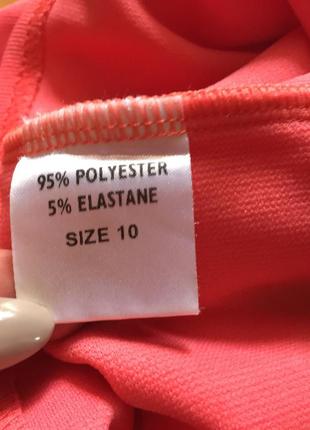 95% POLYESTER
5% ELASTANE
SIZE 10